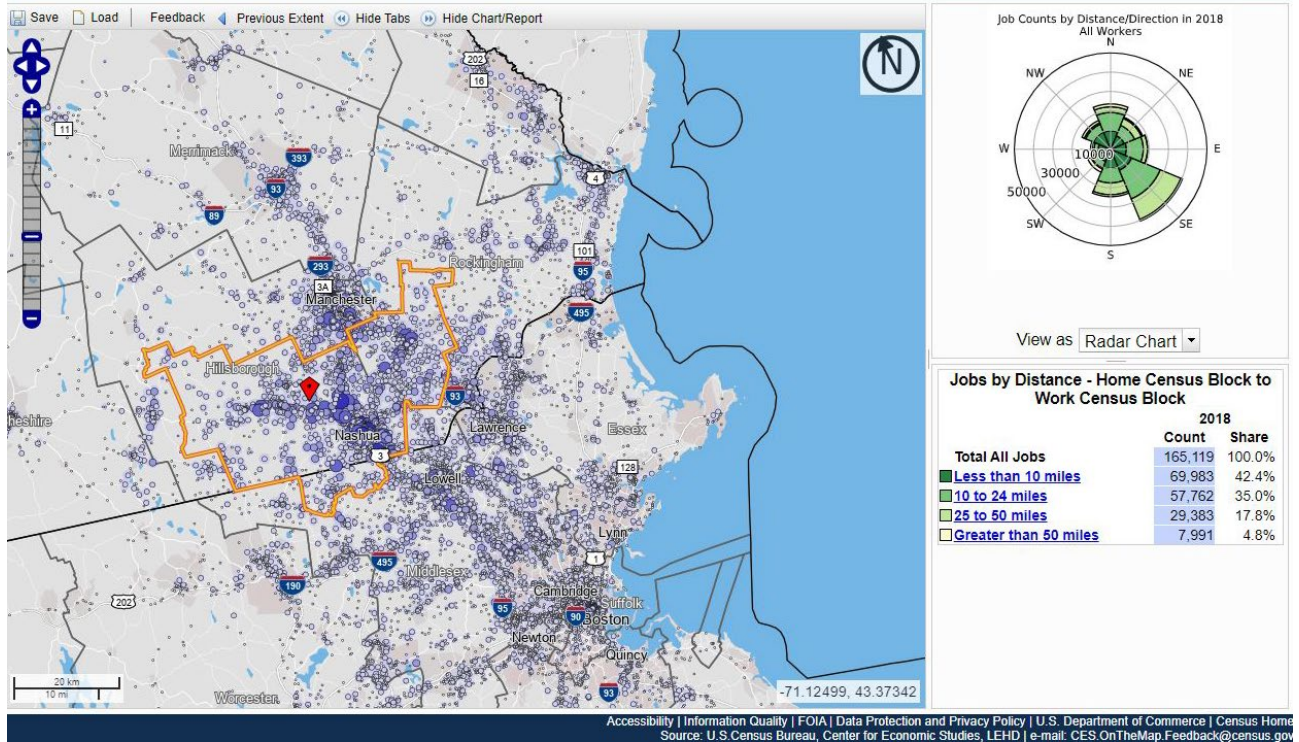 Save Load Feedback Previous Extent Hide Tabs Hide Chart/Report
202
16
N
11
Merrimack
393
93
4
89
101
293
Rockingham
95
3A
Manchester
495
Hillsborough
93
heshire
Lawrence
Nashua
Essex
3
128
Lowell
Lynn
495
1
Middlesex
190
Cambridge
202
95
Suffolk
90
Boston
Newton
Quincy
20 km
10 mi
93
-71.12499, 43.37342
Worcester
Job Counts by Distance/Direction in 2018
All Workers
N
NW NE
W E
10000
30000
50000
SW SE
S
View as Radar Chart
Jobs by Distance - Home Census Block to
Work Census Block
2018
Count Share
Total All Jobs 165,119 100.0%
Less than 10 miles 69,983 42.4%
10 to 24 miles 57,762 35.0%
25 to 50 miles 29,383 17.8%
Greater than 50 miles 7,991 4.8%
Accessibility | Information Quality | FOIA | Data Protection and Privacy Policy | U.S. Department of Commerce | Census Home
Source: U.S.Census Bureau, Center for Economic Studies, LEHD | e-mail: CES.OnTheMap.Feedback@census.gov